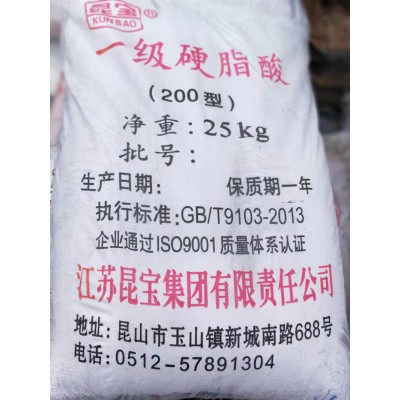 昆宝®
KUNBAO
一级硬脂酸
(200型)
净重:25kg
批号:
生产日期: 保质期一年
执行标准:GB/T9103-2013
企业通过ISO9001质量体系认证
江苏昆宝集团有限责任公司
地址:昆山市玉山镇新城南路688号
电话:0512-57891304